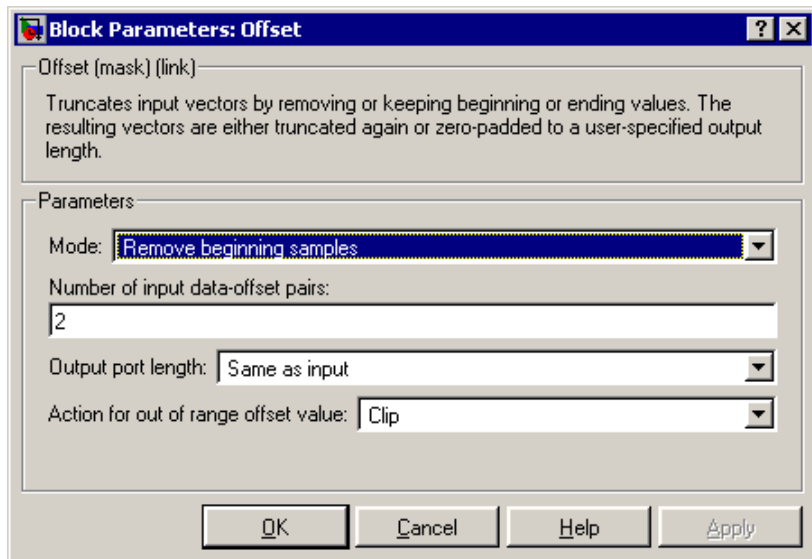 Block Parameters: Offset
Offset (mask) (link)
Truncates input vectors by removing or keeping beginning or ending values. The
resulting vectors are either truncated again or zero-padded to a user-specified output
length.
Parameters
Mode: Remove beginning samples
Number of input data-offset pairs:
2
Output port length: Same as input
Action for out of range offset value: Clip
OK Cancel Help Apply